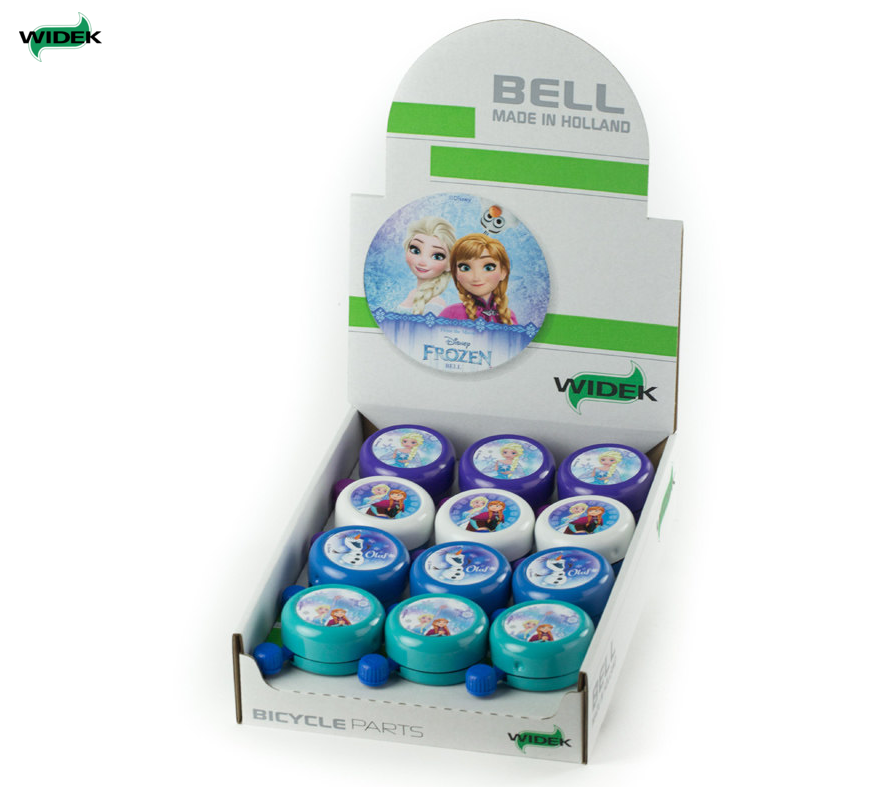 WIDEK
BELL
MADE IN HOLLAND
Disney
FROZEN
BELL
WIDEK
Olaf
Olaf
Olaf
BELL
BICYCLE PARTS
WIDEK